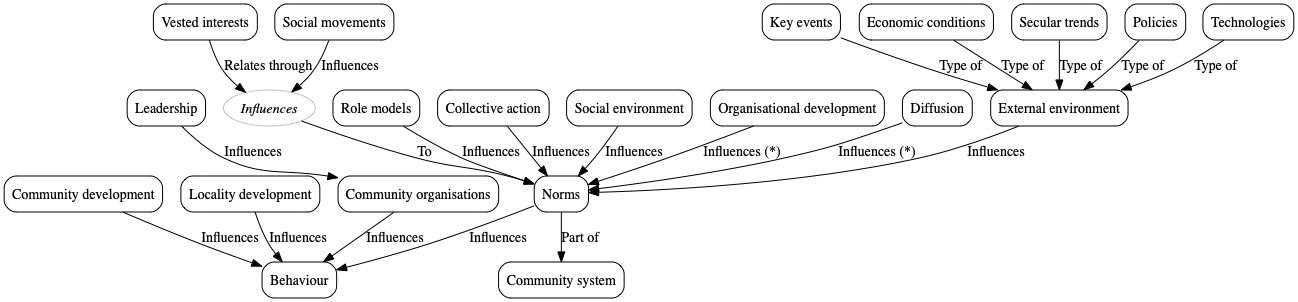 Vested interests
Social movements
Key events
Economic conditions
Secular trends
Policies
Technologies
Relates through
Influences
Type of
Type of
Type of
Type of
Type of
Leadership
Influences
Role models
Collective action
Social environment
Organisational development
Diffusion
External environment
Influences
To
Influences
Influences
Influences
Influences (*)
Influences (*)
Influences
Community development
Locality development
Community organisations
Norms
Influences
Influences
Influences
Influences
Part of
Behaviour
Community system